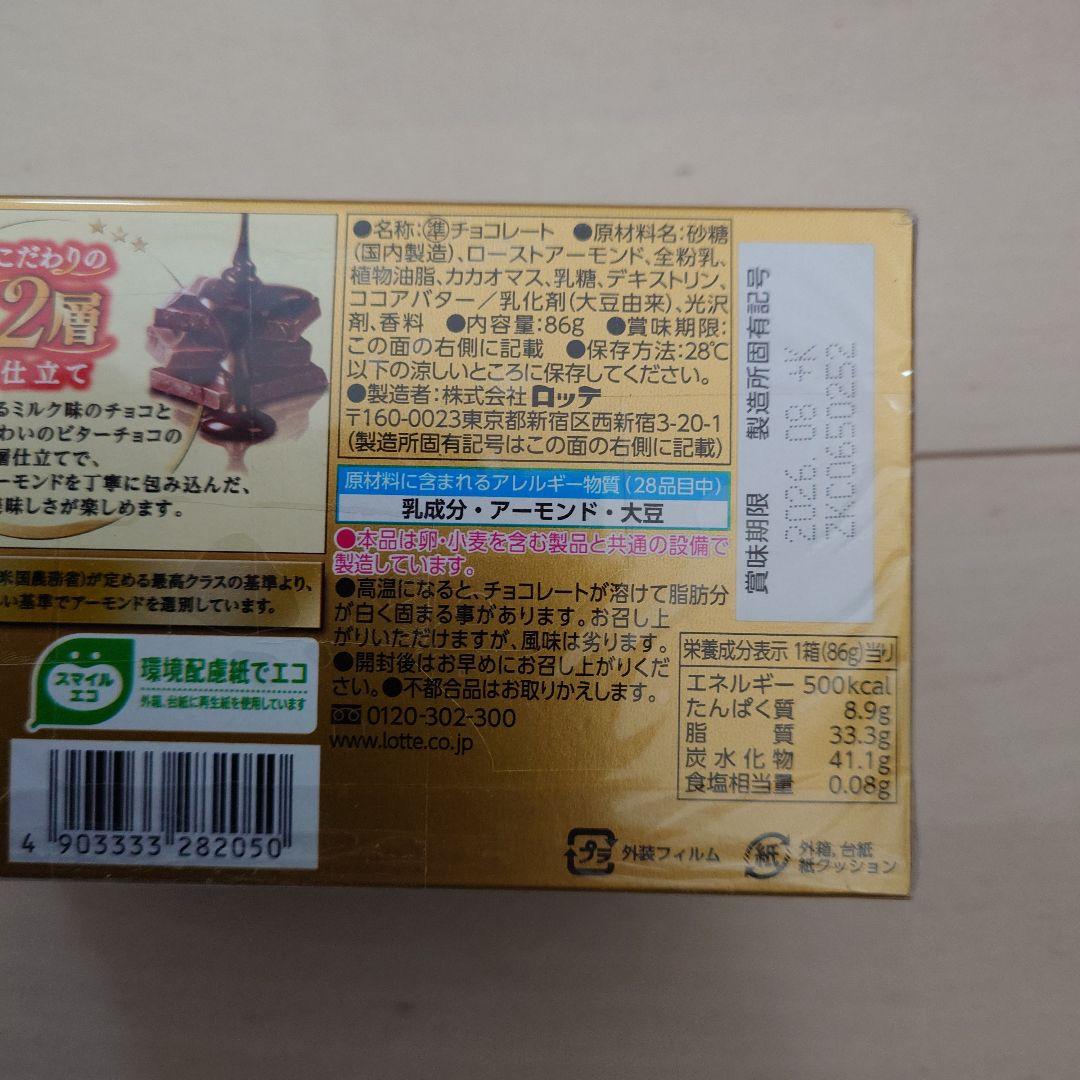 こだわりの
2層
仕立て
るミルク味のチョコと
わいのビターチョコの
層仕立てで、
ーモンドを丁寧に包み込んだ、
美味しさが楽しめます。
米国農務省)が定める最高クラスの基準より、
い基準でアーモンドを選別しています。
スマイル
エコ
環境配慮紙でエコ
外箱、台紙に再生紙を使用しています
4 903333 282050
●名称:準チョコレート ●原材料名:砂糖
(国内製造)、ローストアーモンド、全粉乳、
植物油脂、カカオマス、乳糖、デキストリン、
ココアバター/乳化剤(大豆由来)、光沢
剤、香料 ●内容量:86g ●賞味期限:
この面の右側に記載 ●保存方法:28℃
以下の涼しいところに保存してください。
●製造者:株式会社ロッテ
〒160-0023東京都新宿区西新宿3-20-1
(製造所固有記号はこの面の右側に記載)
原材料に含まれるアレルギー物質(28品目中)
乳成分・アーモンド・大豆
●本品は卵・小麦を含む製品と共通の設備で
製造しています。
●高温になると、チョコレートが溶けて脂肪分
が白く固まる事があります。お召し上
がりいただけますが、風味は劣ります。
●開封後はお早めにお召し上がりくだ
さい。●不都合品はお取りかえします。
0120-302-300
www.lotte.co.jp
賞味期限 製造所固有記号
2026.08 +K
ZK0650252
栄養成分表示 1箱(86g)当り
エネルギー 500kcal
たんぱく質 8.9g
脂質 33.3g
炭水化物 41.1g
食塩相当量 0.08g
プラ 外装フィルム
紙 外箱、台紙
紙クッション